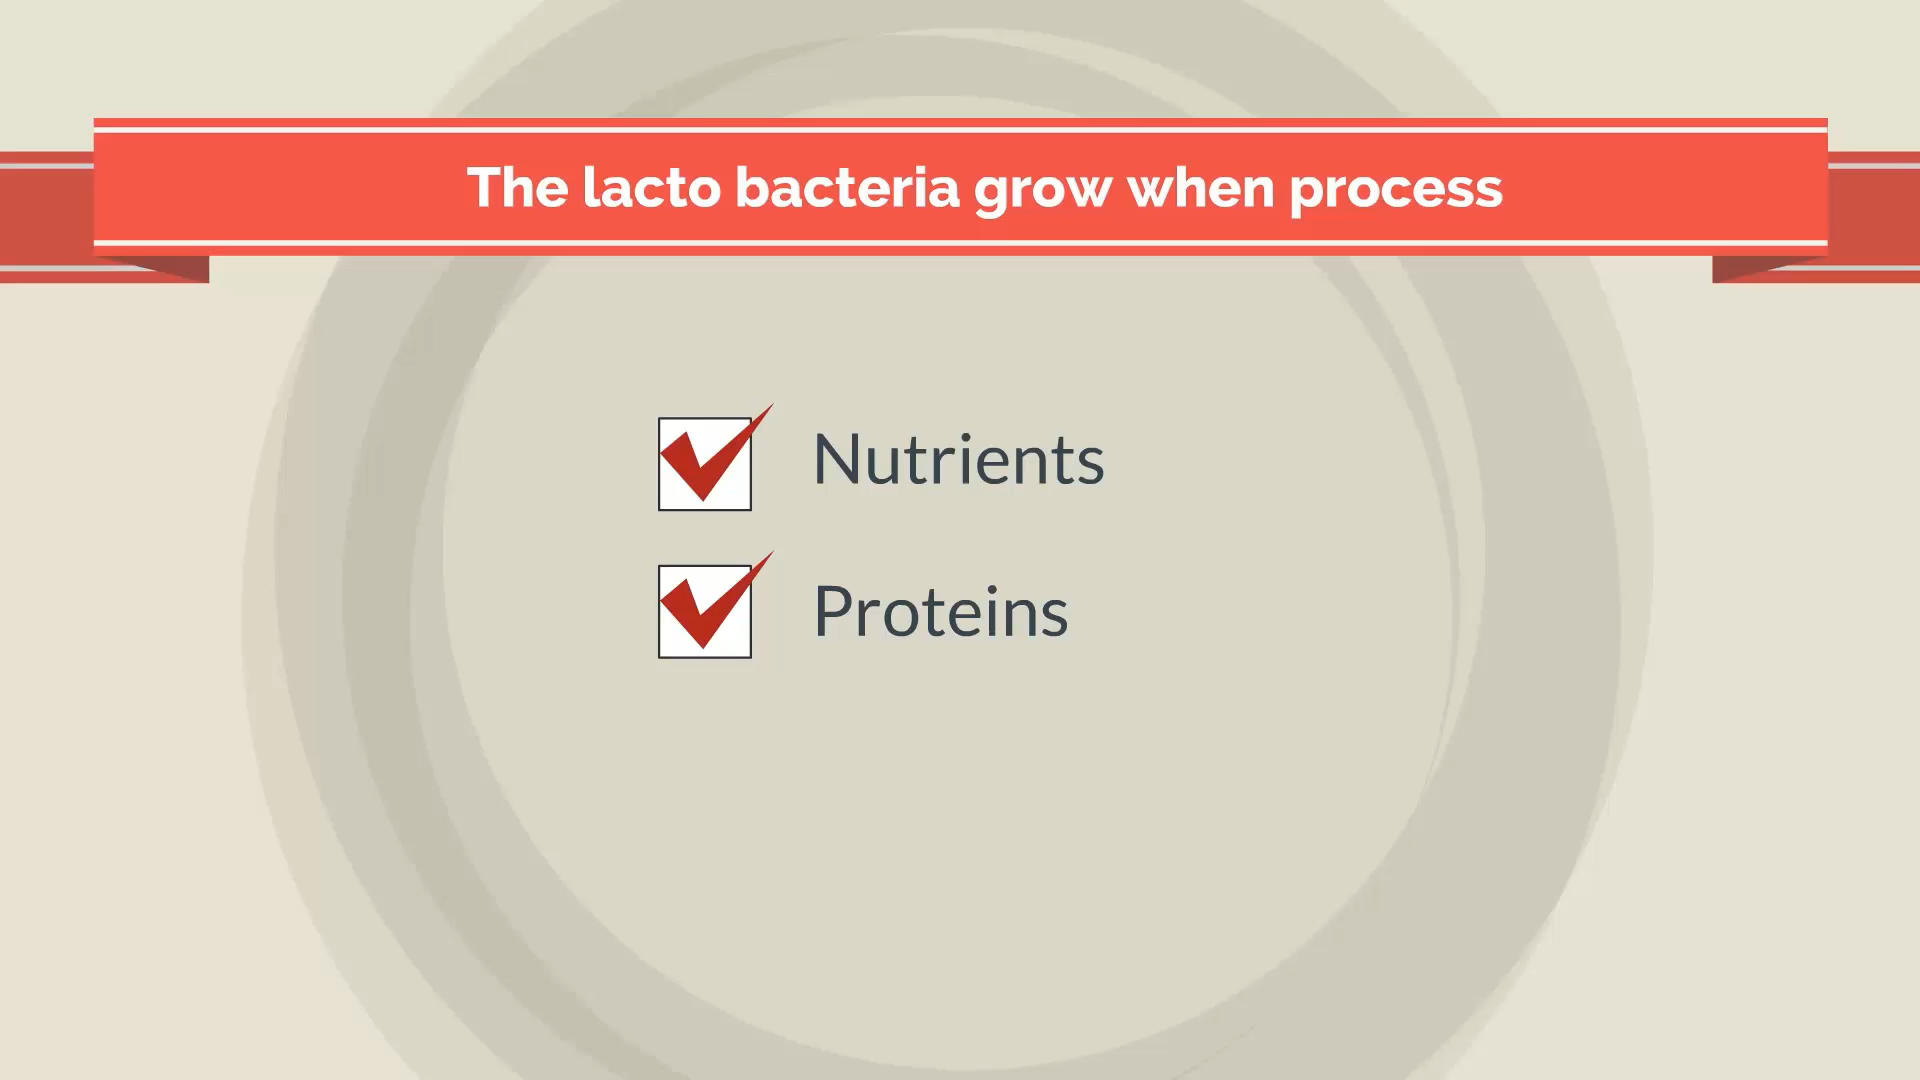 The lacto bacteria grow when process
Nutrients
Proteins